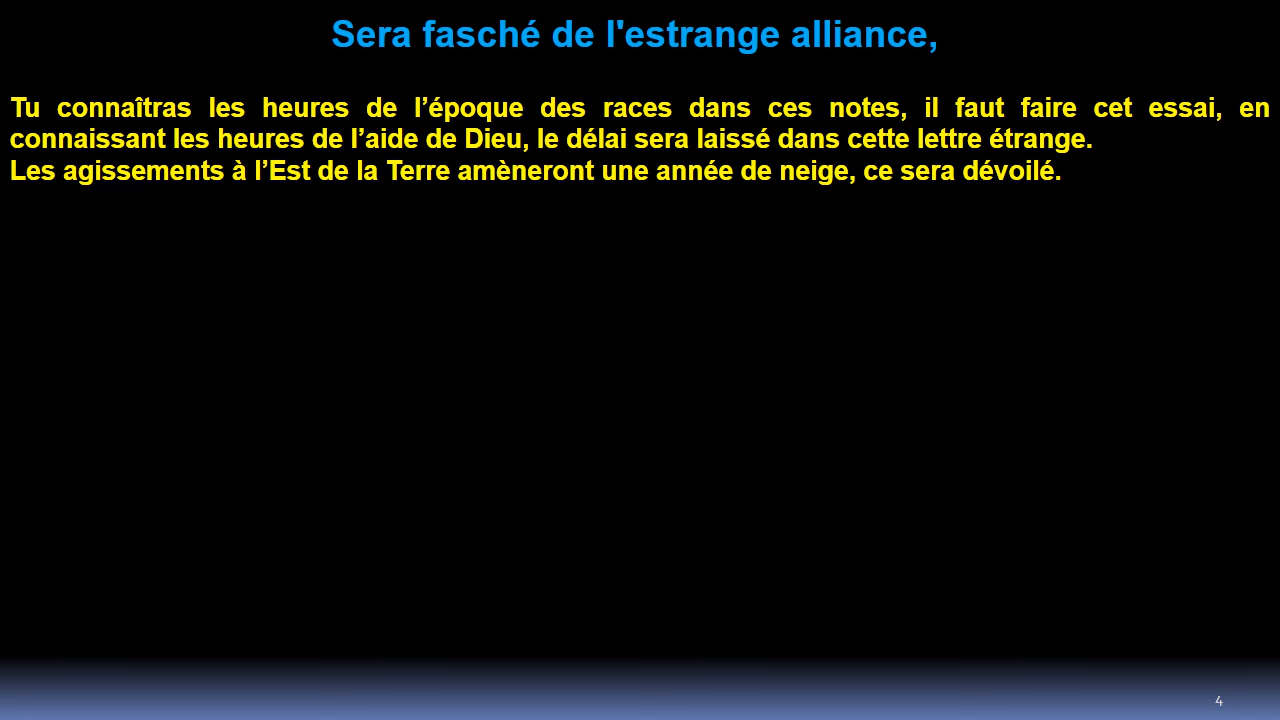 Sera fasché de l'estrange alliance,
Tu connaîtras les heures de l’époque des races dans ces notes, il faut faire cet essai, en
connaissant les heures de l’aide de Dieu, le délai sera laissé dans cette lettre étrange.
Les agissements à l’Est de la Terre amèneront une année de neige, ce sera dévoilé.
4